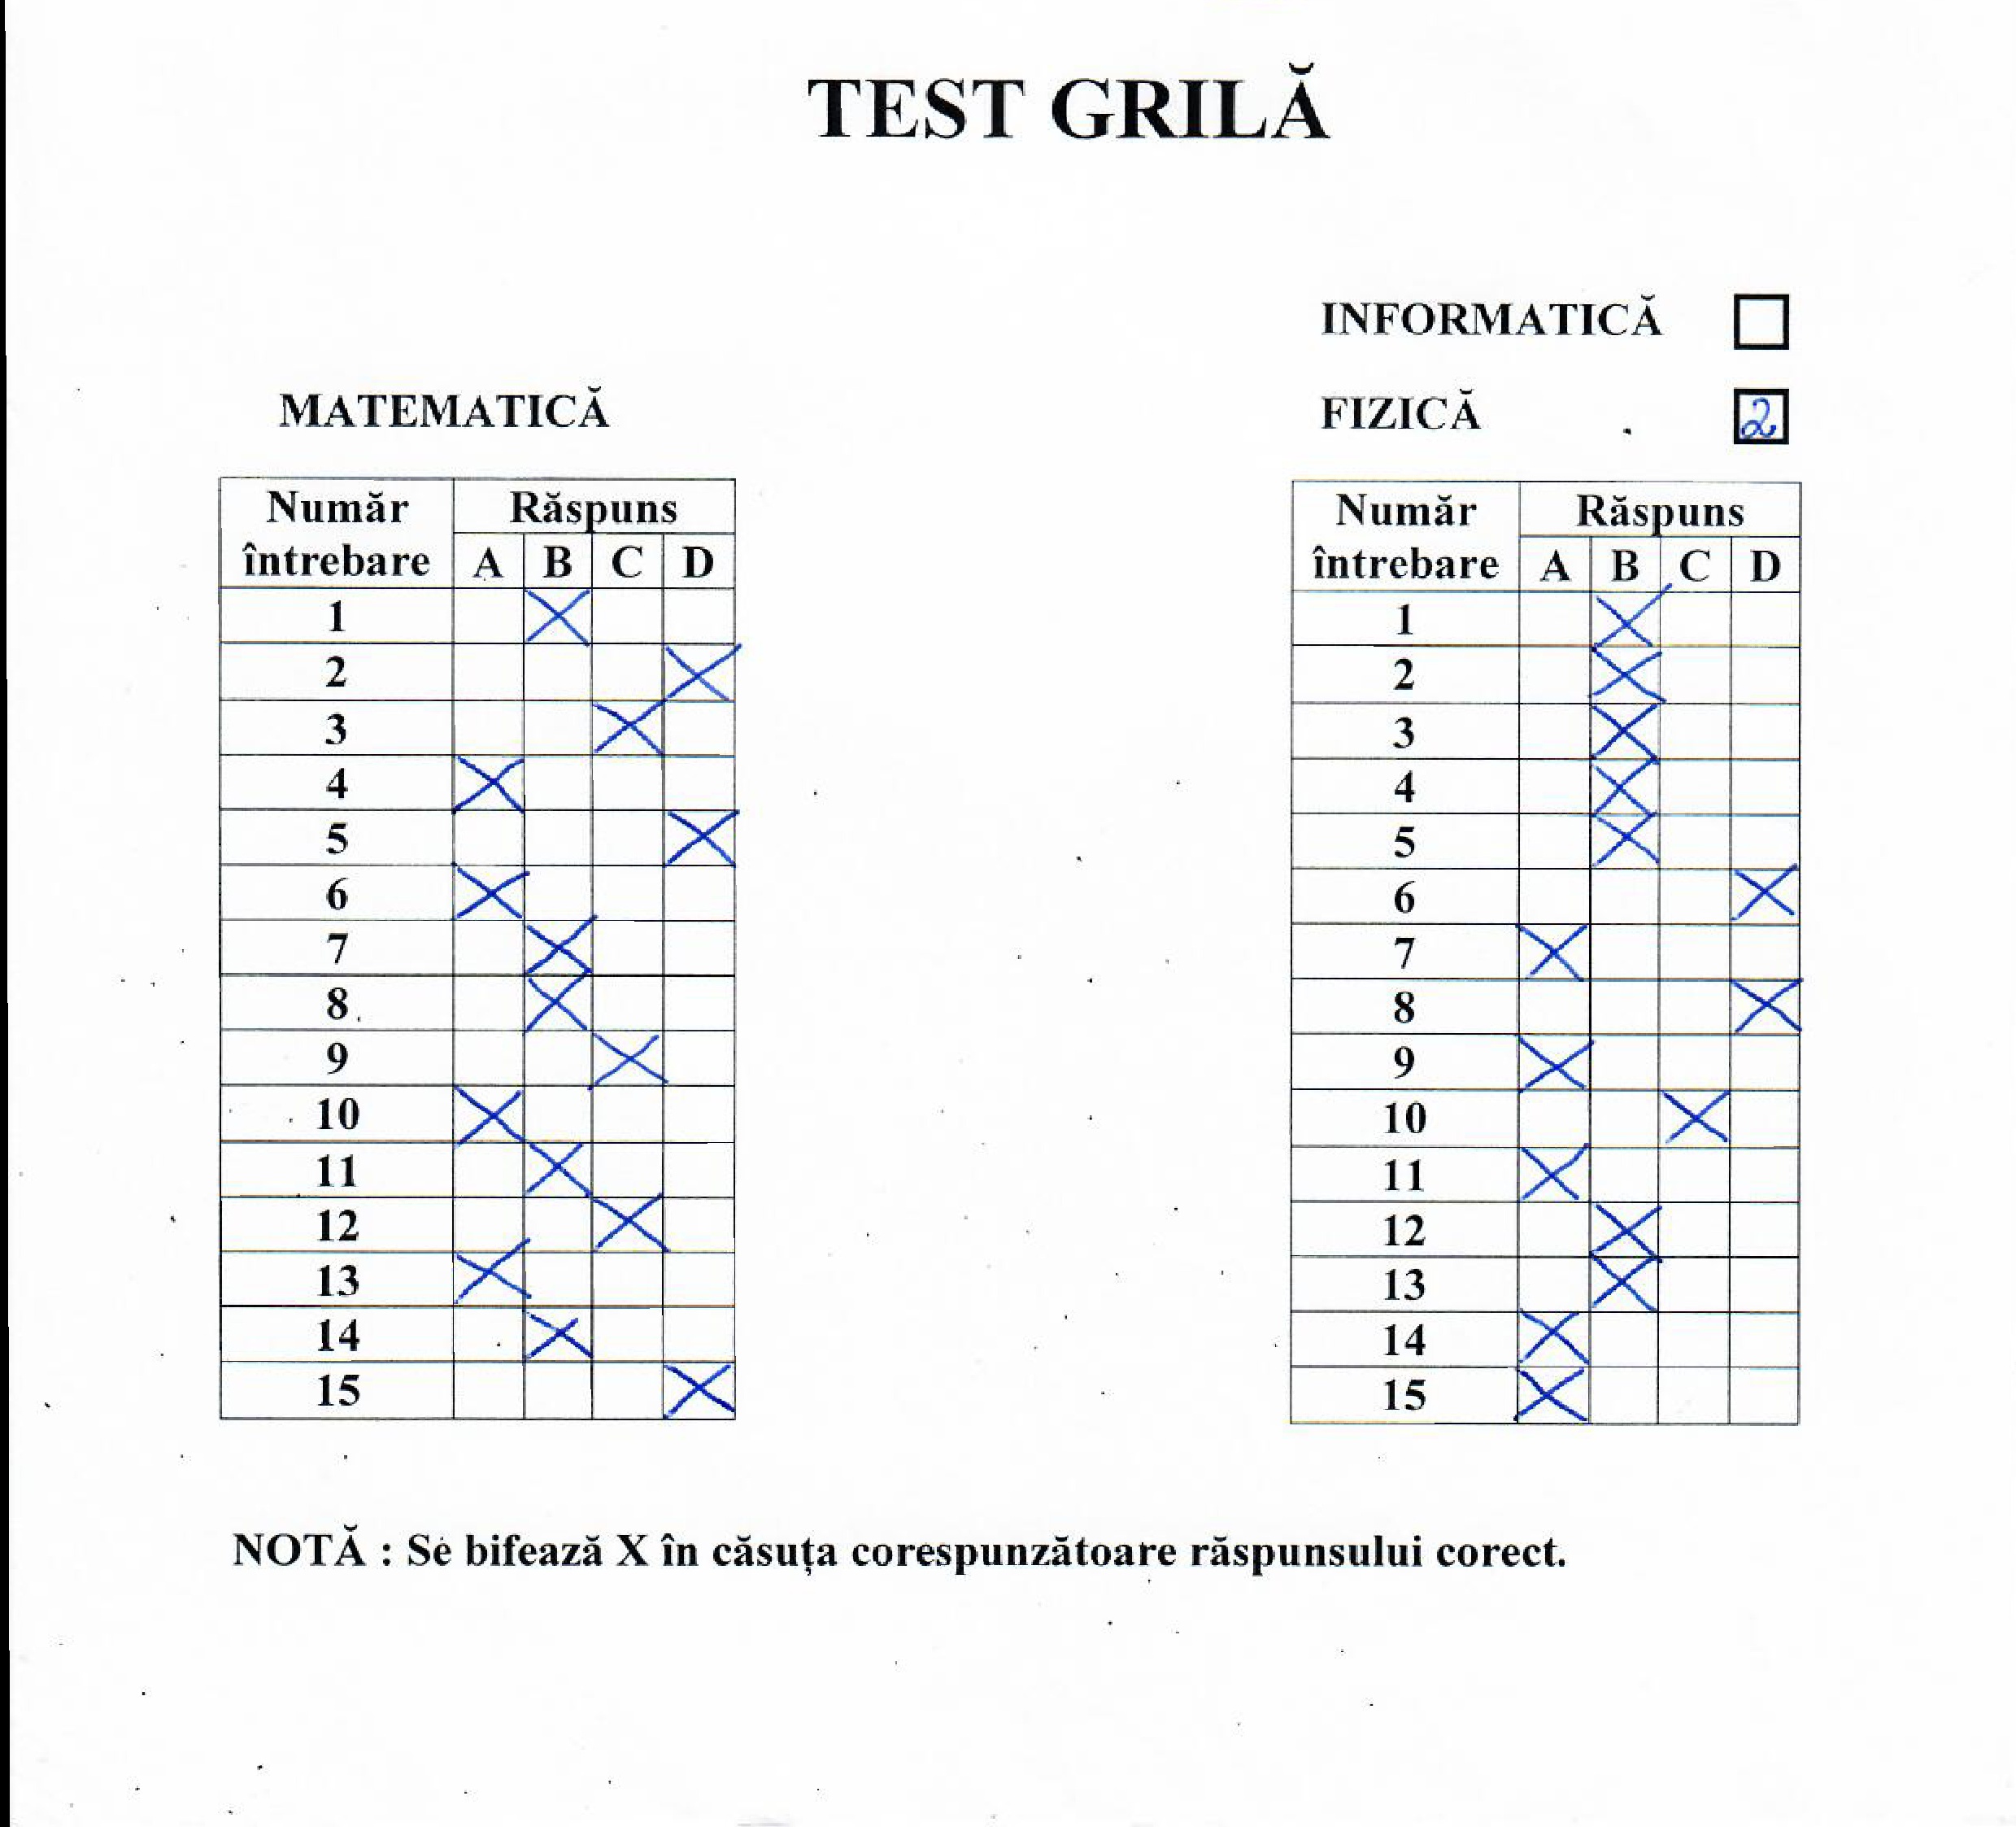 TEST GRILĂ
INFORMATICĂ
MATEMATICĂ
FIZICĂ 2
Număr întrebare Răspuns
A B C D
1 X
2 X
3 X
4 X
5 X
6 X
7 X
8 X
9 X
10 X
11 X
12 X
13 X
14 X
15 X
Număr întrebare Răspuns
A B C D
1 X
2 X
3 X
4 X
5 X
6 X
7 X
8 X
9 X
10 X
11 X
12 X
13 X
14 X
15 X
NOTĂ : Se bifează X în căsuța corespunzătoare răspunsului corect.